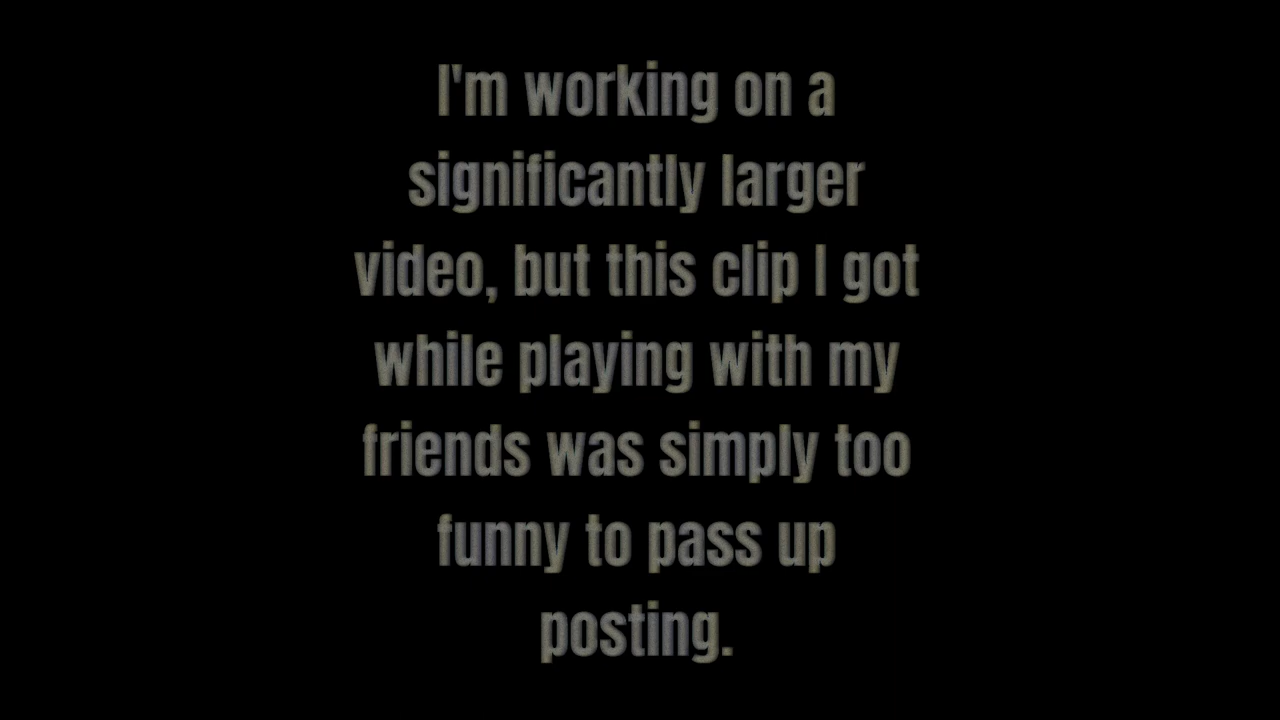 I'm working on a
significantly larger
video, but this clip I got
while playing with my
friends was simply too
funny to pass up
posting.